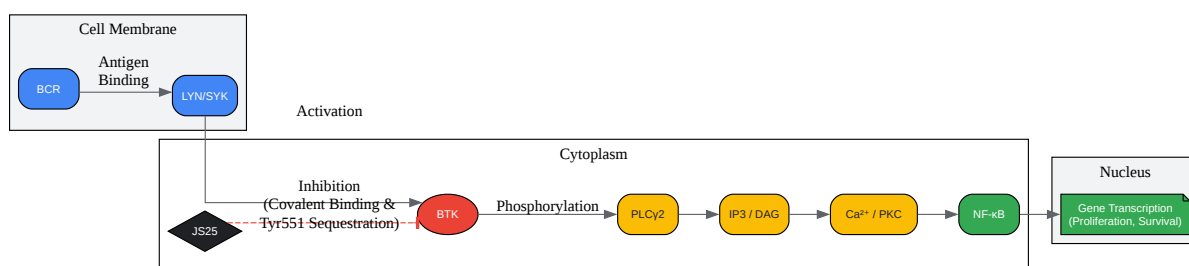 Cell Membrane
BCR
Antigen
Binding
LYN/SYK
Activation
Cytoplasm
Inhibition
(Covalent Binding &
Tyr551 Sequestration)
JS25
BTK
Phosphorylation
PLCγ2
IP3 / DAG
Ca²⁺ / PKC
NF-κB
Nucleus
Gene Transcription
(Proliferation, Survival)